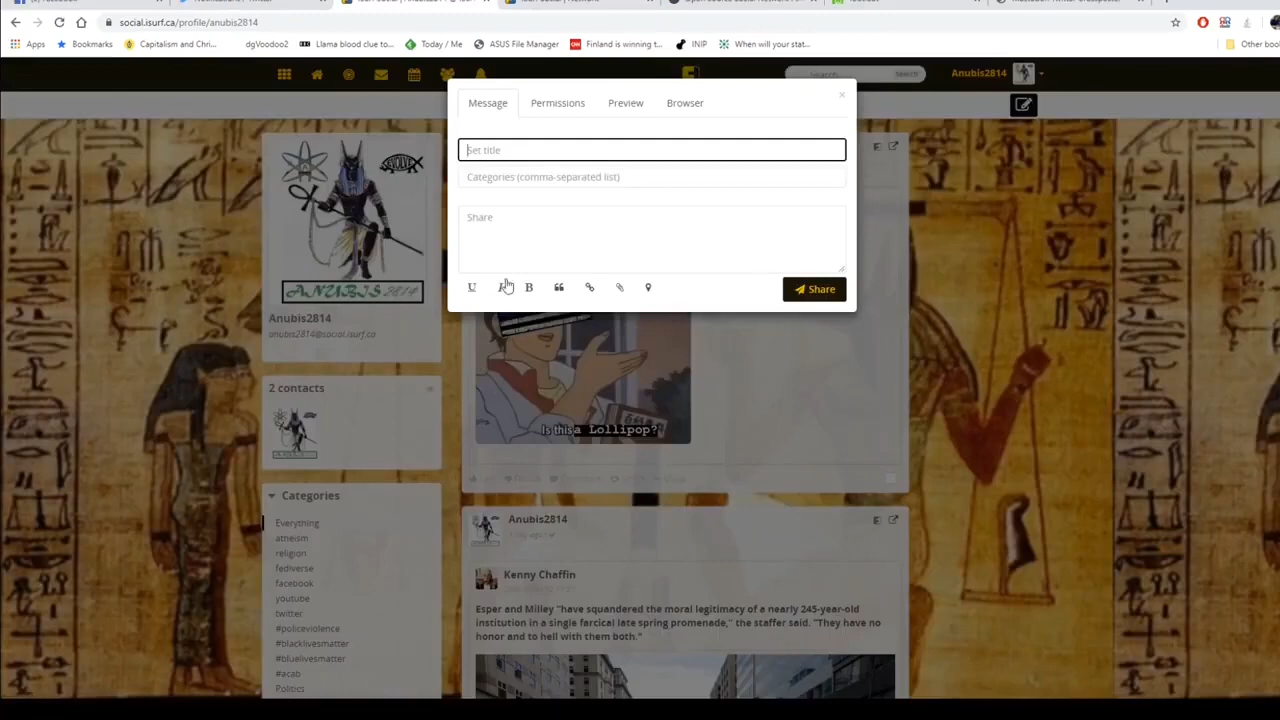 social.isurf.ca/profile/anubis2814
Apps
Bookmarks
Capitalism and Chri...
dgVoodoo2
Llama blood clue to...
Today / Me
ASUS File Manager
Finland is winning t...
INIP
When will your stat...
Other boo
Search
Anubis2814
Message
Permissions
Preview
Browser
×
Set title
Categories (comma-separated list)
Share
U
B
Share
EVOLVE
ANUBIS 2814
Anubis2814
anubis2814@social.isurf.ca
2 contacts
Is this a Lollipop?
Categories
Everything
atheism
religion
fediverse
facebook
youtube
twitter
#policeviolence
#blacklivesmatter
#bluelivesmatter
#acab
Politics
Anubis2814
Kenny Chaffin
Esper and Milley "have squandered the moral legitimacy of a nearly 245-year-old
institution in a single farcical late spring promenade," the staffer said. "They have no
honor and to hell with them both."